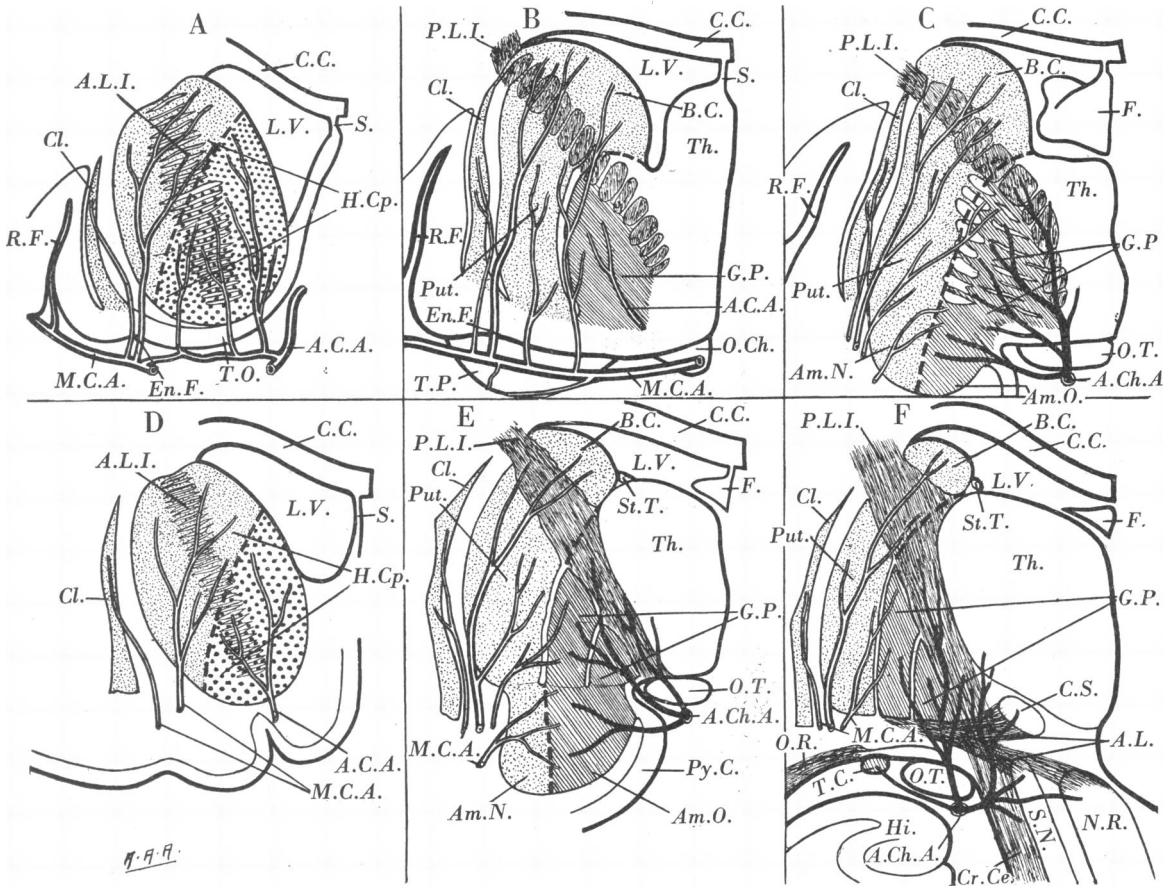 A
C.C.
A.L.I.
L.V.
S.
Cl.
H.Cp.
R.F.
A.C.A.
M.C.A.
En.F.
T.O.
B
P.L.I.
C.C.
L.V.
S.
Cl.
B.C.
Th.
R.F.
Put.
G.P.
En.F.
A.C.A.
O.Ch.
T.P.
M.C.A.
C
C.C.
P.L.I.
B.C.
Cl.
F.
R.F.
Th.
G.P
Put.
Am.N.
O.T.
A.Ch.A
Am.O.
D
C.C.
A.L.I.
L.V.
S.
H.Cp.
Cl.
A.C.A.
M.C.A.
E
B.C.
C.C.
P.L.I.
L.V.
Cl.
F.
Put.
St.T.
Th.
G.P.
O.T.
A.Ch.A.
M.C.A.
Py.C.
Am.N.
Am.O.
F
P.L.I.
B.C.
C.C.
L.V.
Cl.
St.T.
F.
Put.
Th.
G.P.
C.S.
M.C.A.
A.L.
O.R.
T.C.
O.T.
S.N.
N.R.
Hi.
A.Ch.A.
Cr.Ce.